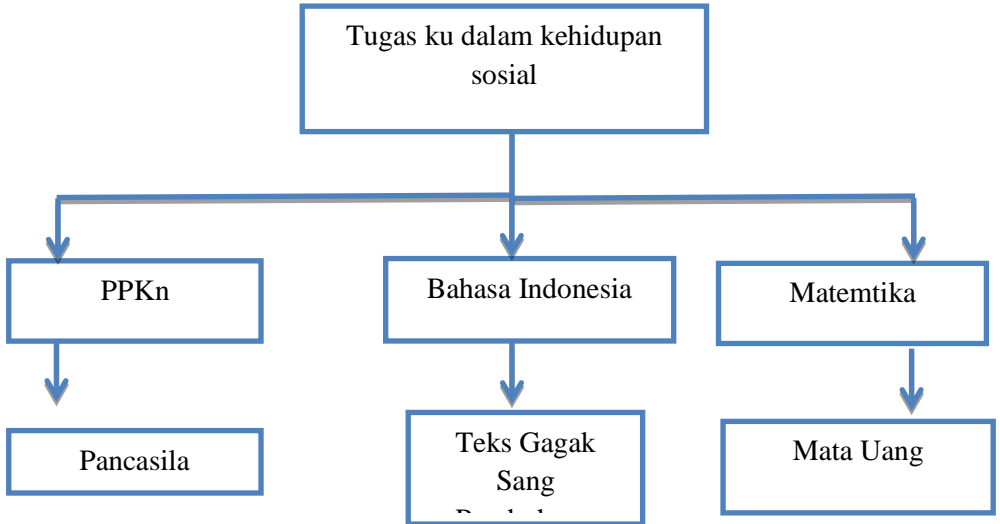 Tugas ku dalam kehidupan
sosial
PPKn
Bahasa Indonesia
Matemtika
Pancasila
Teks Gagak
Sang
Mata Uang